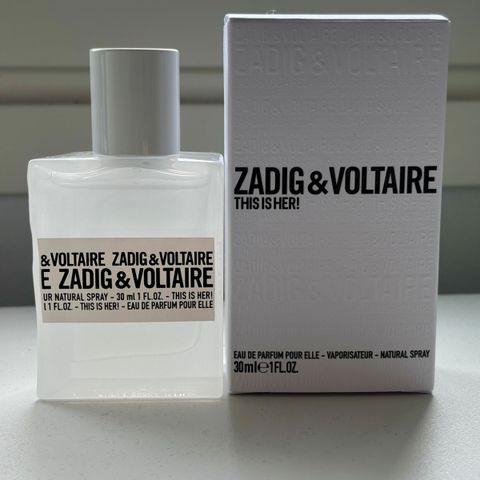 &VOLTAIRE ZADIG&VOLTAIRE
E ZADIG&VOLTAIRE
UR NATURAL SPRAY – 30 ml 1 FL.OZ. – THIS IS HER!
l 1 FL.OZ. – THIS IS HER! – EAU DE PARFUM POUR ELLE
ZADIG&VOLTAIRE
ZADIG&VOLTAIRE
THIS IS HER!
EAU DE PARFUM POUR ELLE – VAPORISATEUR – NATURAL SPRAY
30ml℮1FL.OZ.